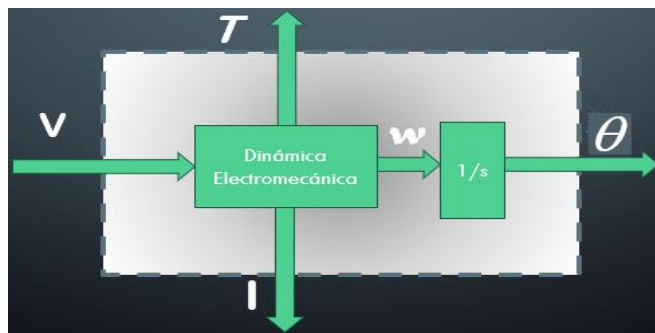 T
V
w
θ
Dinámica
Electromecánica
1/s
I